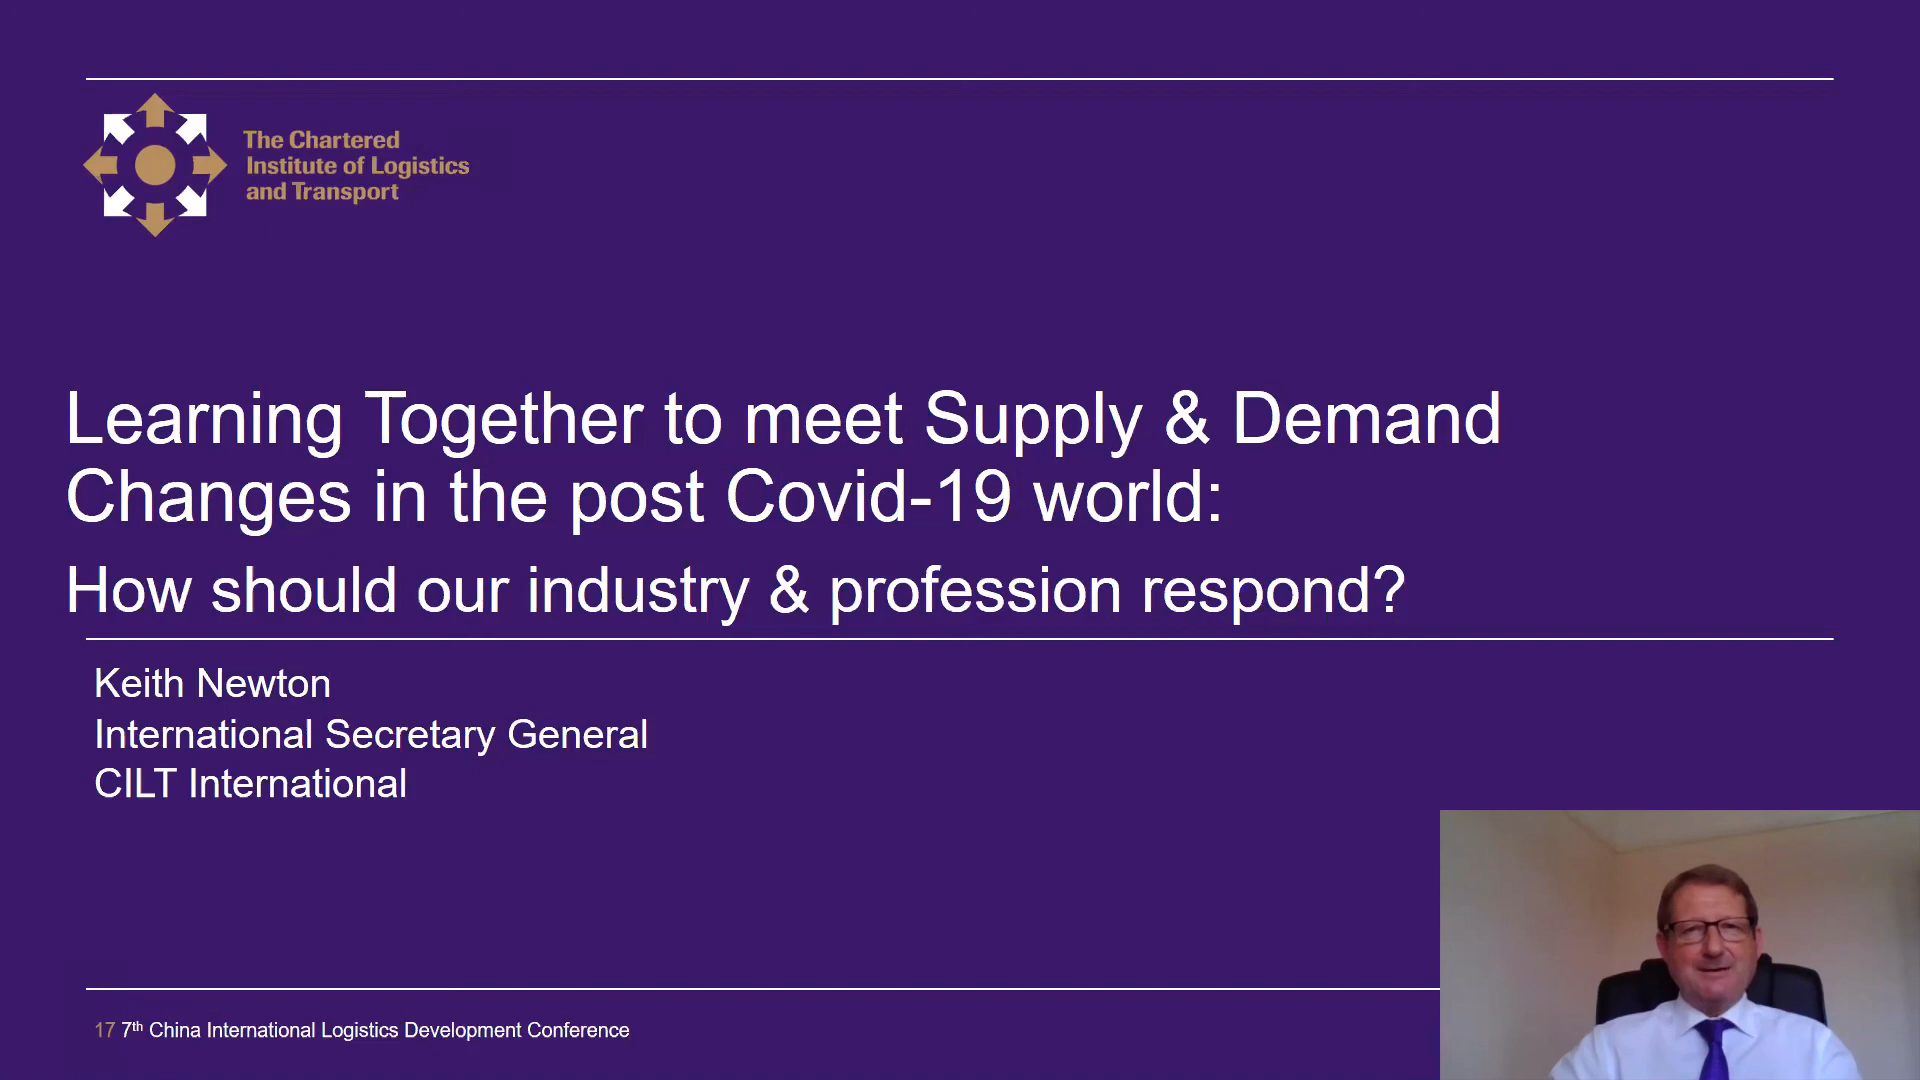 The Chartered
Institute of Logistics
and Transport
Learning Together to meet Supply & Demand
Changes in the post Covid-19 world:
How should our industry & profession respond?
Keith Newton
International Secretary General
CILT International
17 7th China International Logistics Development Conference